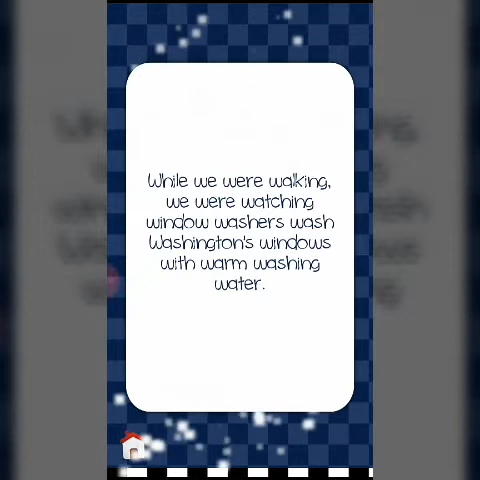 While we were walking,
we were watching
window washers wash
Washington's windows
with warm washing
water.